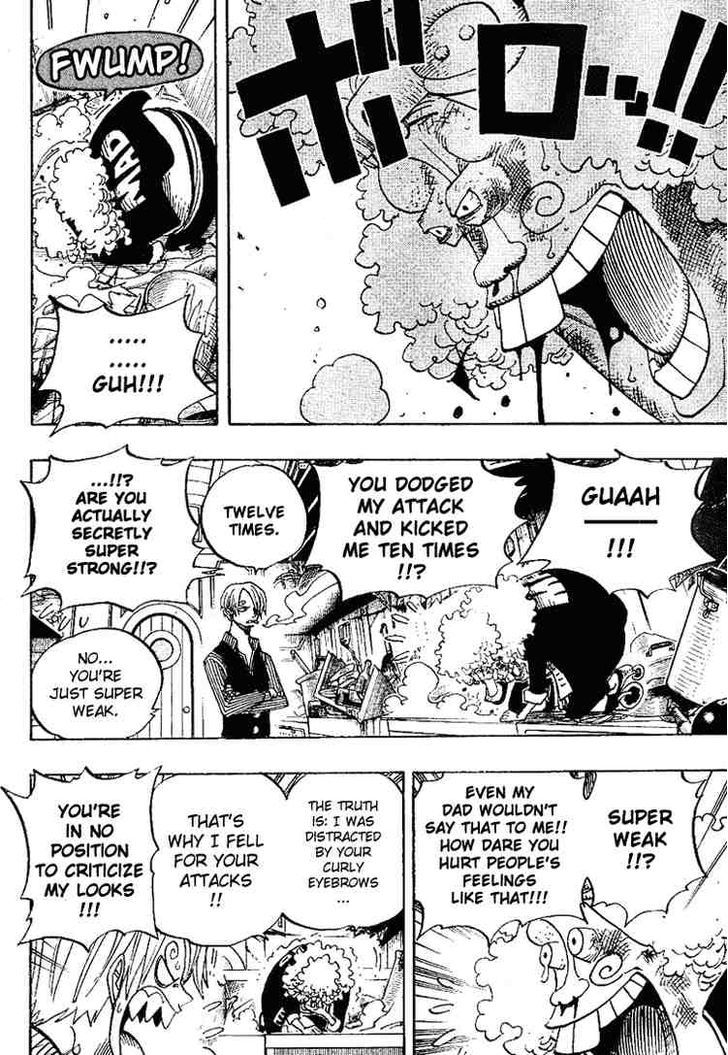 ボロッ!!
FWUMP!
MAD
.....
.....
GUH!!!
GUAAH
!!!
YOU DODGED
MY ATTACK
AND KICKED
ME TEN TIMES
!!?
TWELVE
TIMES.
...!!?
ARE YOU
ACTUALLY
SECRETLY
SUPER
STRONG!!?
NO...
YOU'RE
JUST SUPER
WEAK.
SUPER
WEAK
!!?
EVEN MY
DAD WOULDN'T
SAY THAT TO ME!!
HOW DARE YOU
HURT PEOPLE'S
FEELINGS
LIKE THAT!!!
THE TRUTH
IS: I WAS
DISTRACTED
BY YOUR
CURLY
EYEBROWS
...
THAT'S
WHY I FELL
FOR YOUR
ATTACKS
!!
YOU'RE
IN NO
POSITION
TO CRITICIZE
MY LOOKS
!!!